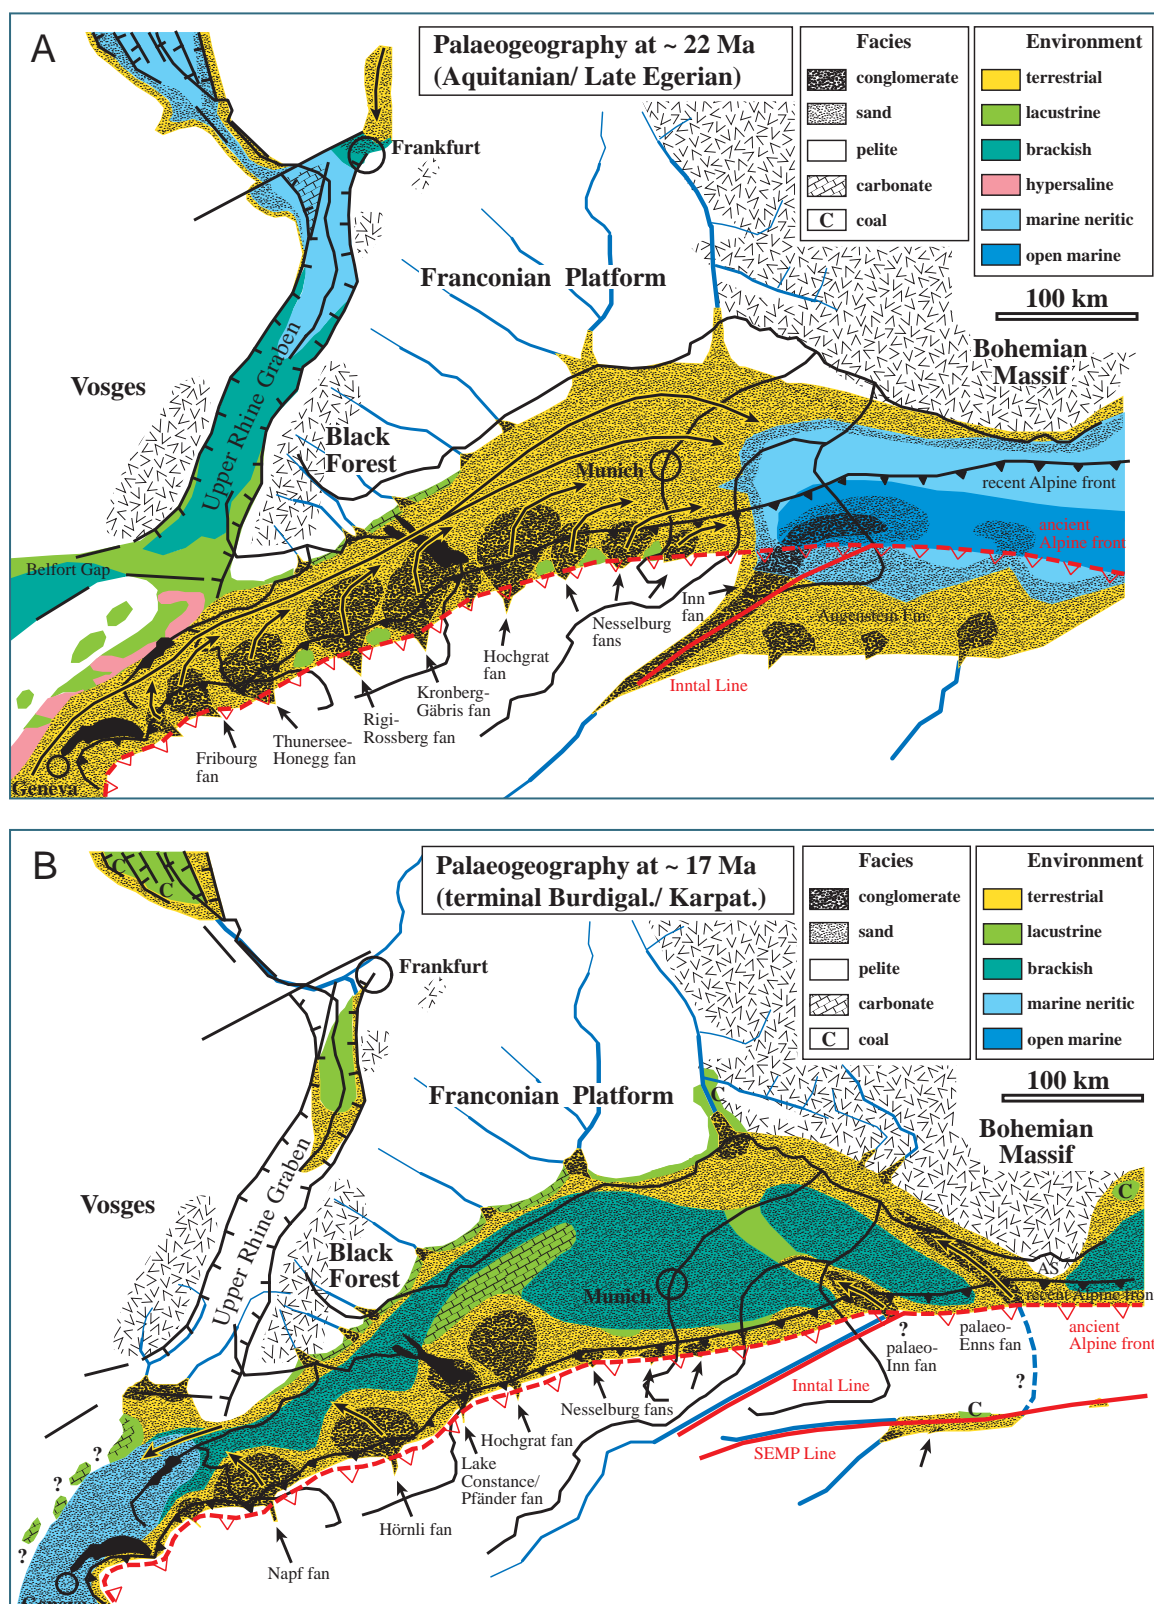 A
Palaeogeography at ~ 22 Ma
(Aquitanian/ Late Egerian)
Facies
conglomerate
sand
pelite
carbonate
C
coal
Environment
terrestrial
lacustrine
brackish
hypersaline
marine neritic
open marine
100 km
Frankfurt
Franconian Platform
Bohemian
Massif
Vosges
Upper Rhine Graben
Black
Forest
Munich
recent Alpine front
ancient
Alpine front
Belfort Gap
Inn
fan
Augenstein Fm.
Nesselburg
fans
Hochgrat
fan
Inntal Line
Kronberg-
Gäbris fan
Rigi-
Rossberg fan
Thunersee-
Honegg fan
Fribourg
fan
Geneva
B
Palaeogeography at ~ 17 Ma
(terminal Burdigal./ Karpat.)
Facies
conglomerate
sand
pelite
carbonate
C
coal
Environment
terrestrial
lacustrine
brackish
marine neritic
open marine
100 km
C
C
Frankfurt
Franconian Platform
C
Bohemian
Massif
C
Vosges
Upper Rhine Graben
Black
Forest
AS
Munich
recent Alpine front
ancient
Alpine front
?
palaeo-
Inn fan
palaeo-
Enns fan
?
Inntal Line
Nesselburg fans
C
SEMP Line
Hochgrat fan
Lake
Constance/
Pfänder fan
Hörnli fan
Napf fan
?
?
?